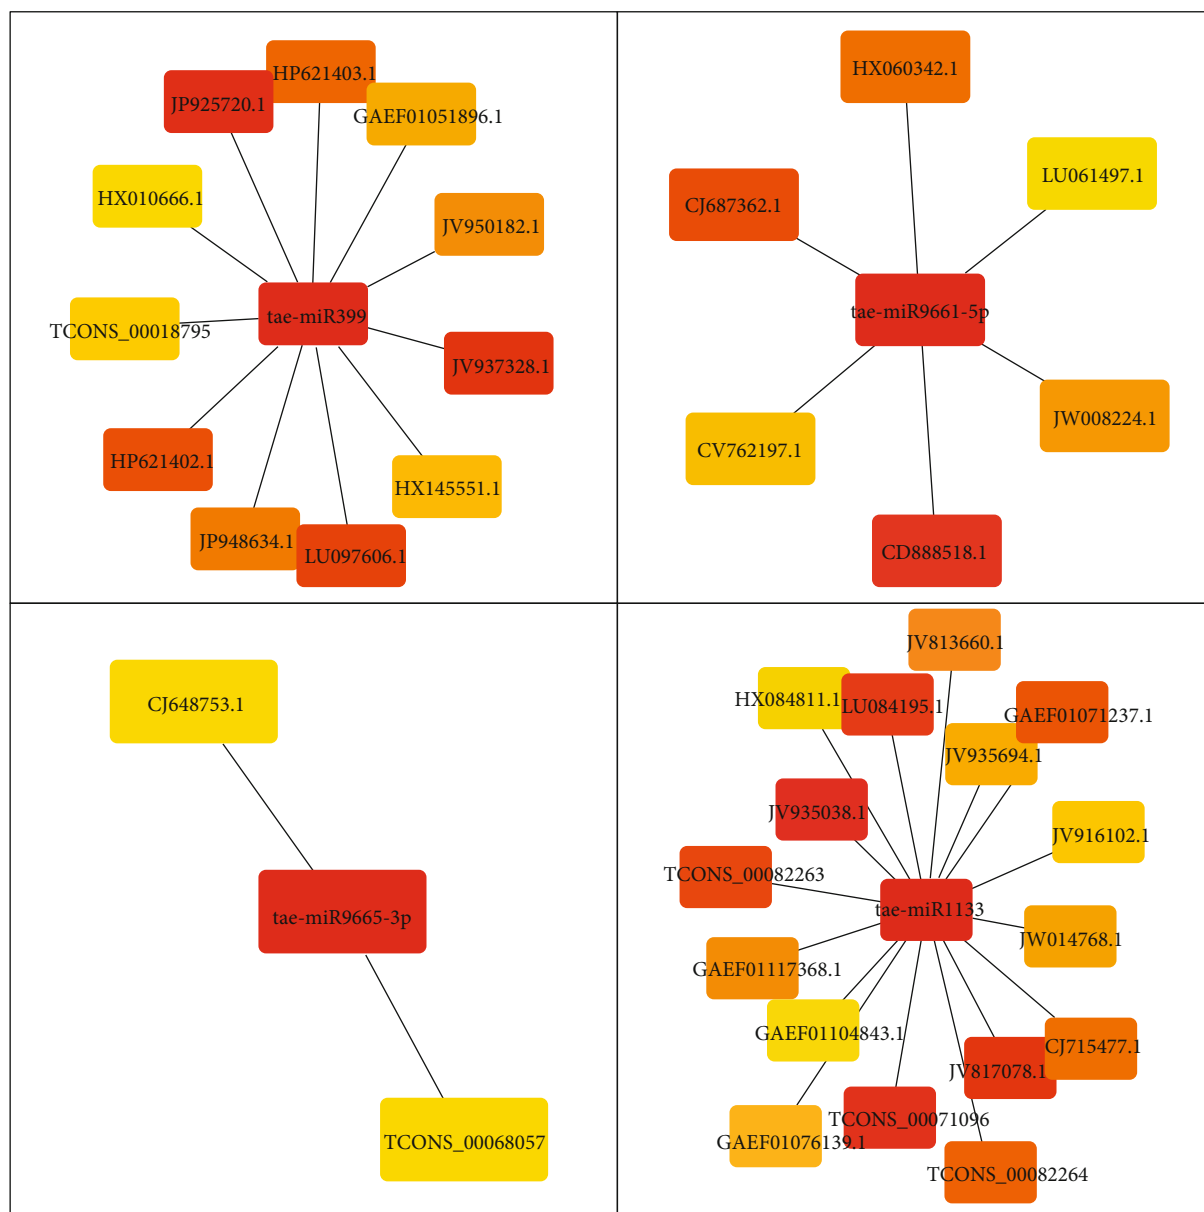 HP621403.1
JP925720.1
GAEF01051896.1
HX010666.1
JV950182.1
tae-miR399
TCONS_00018795
JV937328.1
HP621402.1
HX145551.1
JP948634.1
LU097606.1
HX060342.1
LU061497.1
CJ687362.1
tae-miR9661-5p
JW008224.1
CV762197.1
CD888518.1
CJ648753.1
tae-miR9665-3p
TCONS_00068057
JV813660.1
HX084811.1
LU084195.1
GAEF01071237.1
JV935694.1
JV935038.1
JV916102.1
TCONS_00082263
tae-miR1133
JW014768.1
GAEF01117368.1
GAEF01104843.1
CJ715477.1
JV817078.1
TCONS_00071096
GAEF01076139.1
TCONS_00082264